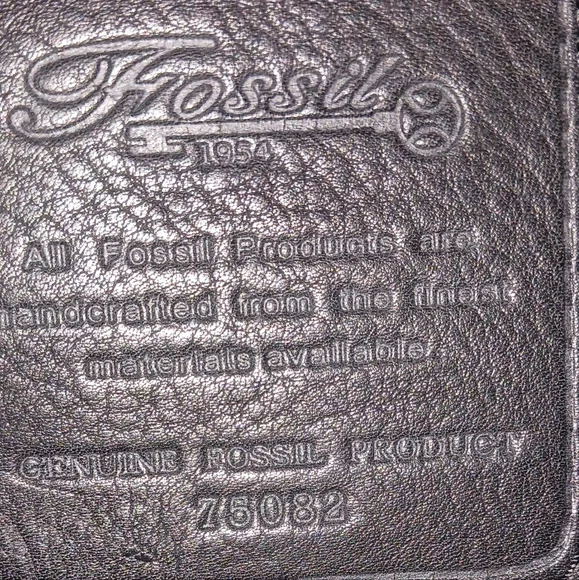 Fossil
1954
All Fossil Products are
handcrafted from the finest
materials available.
GENUINE FOSSIL PRODUCT
75082